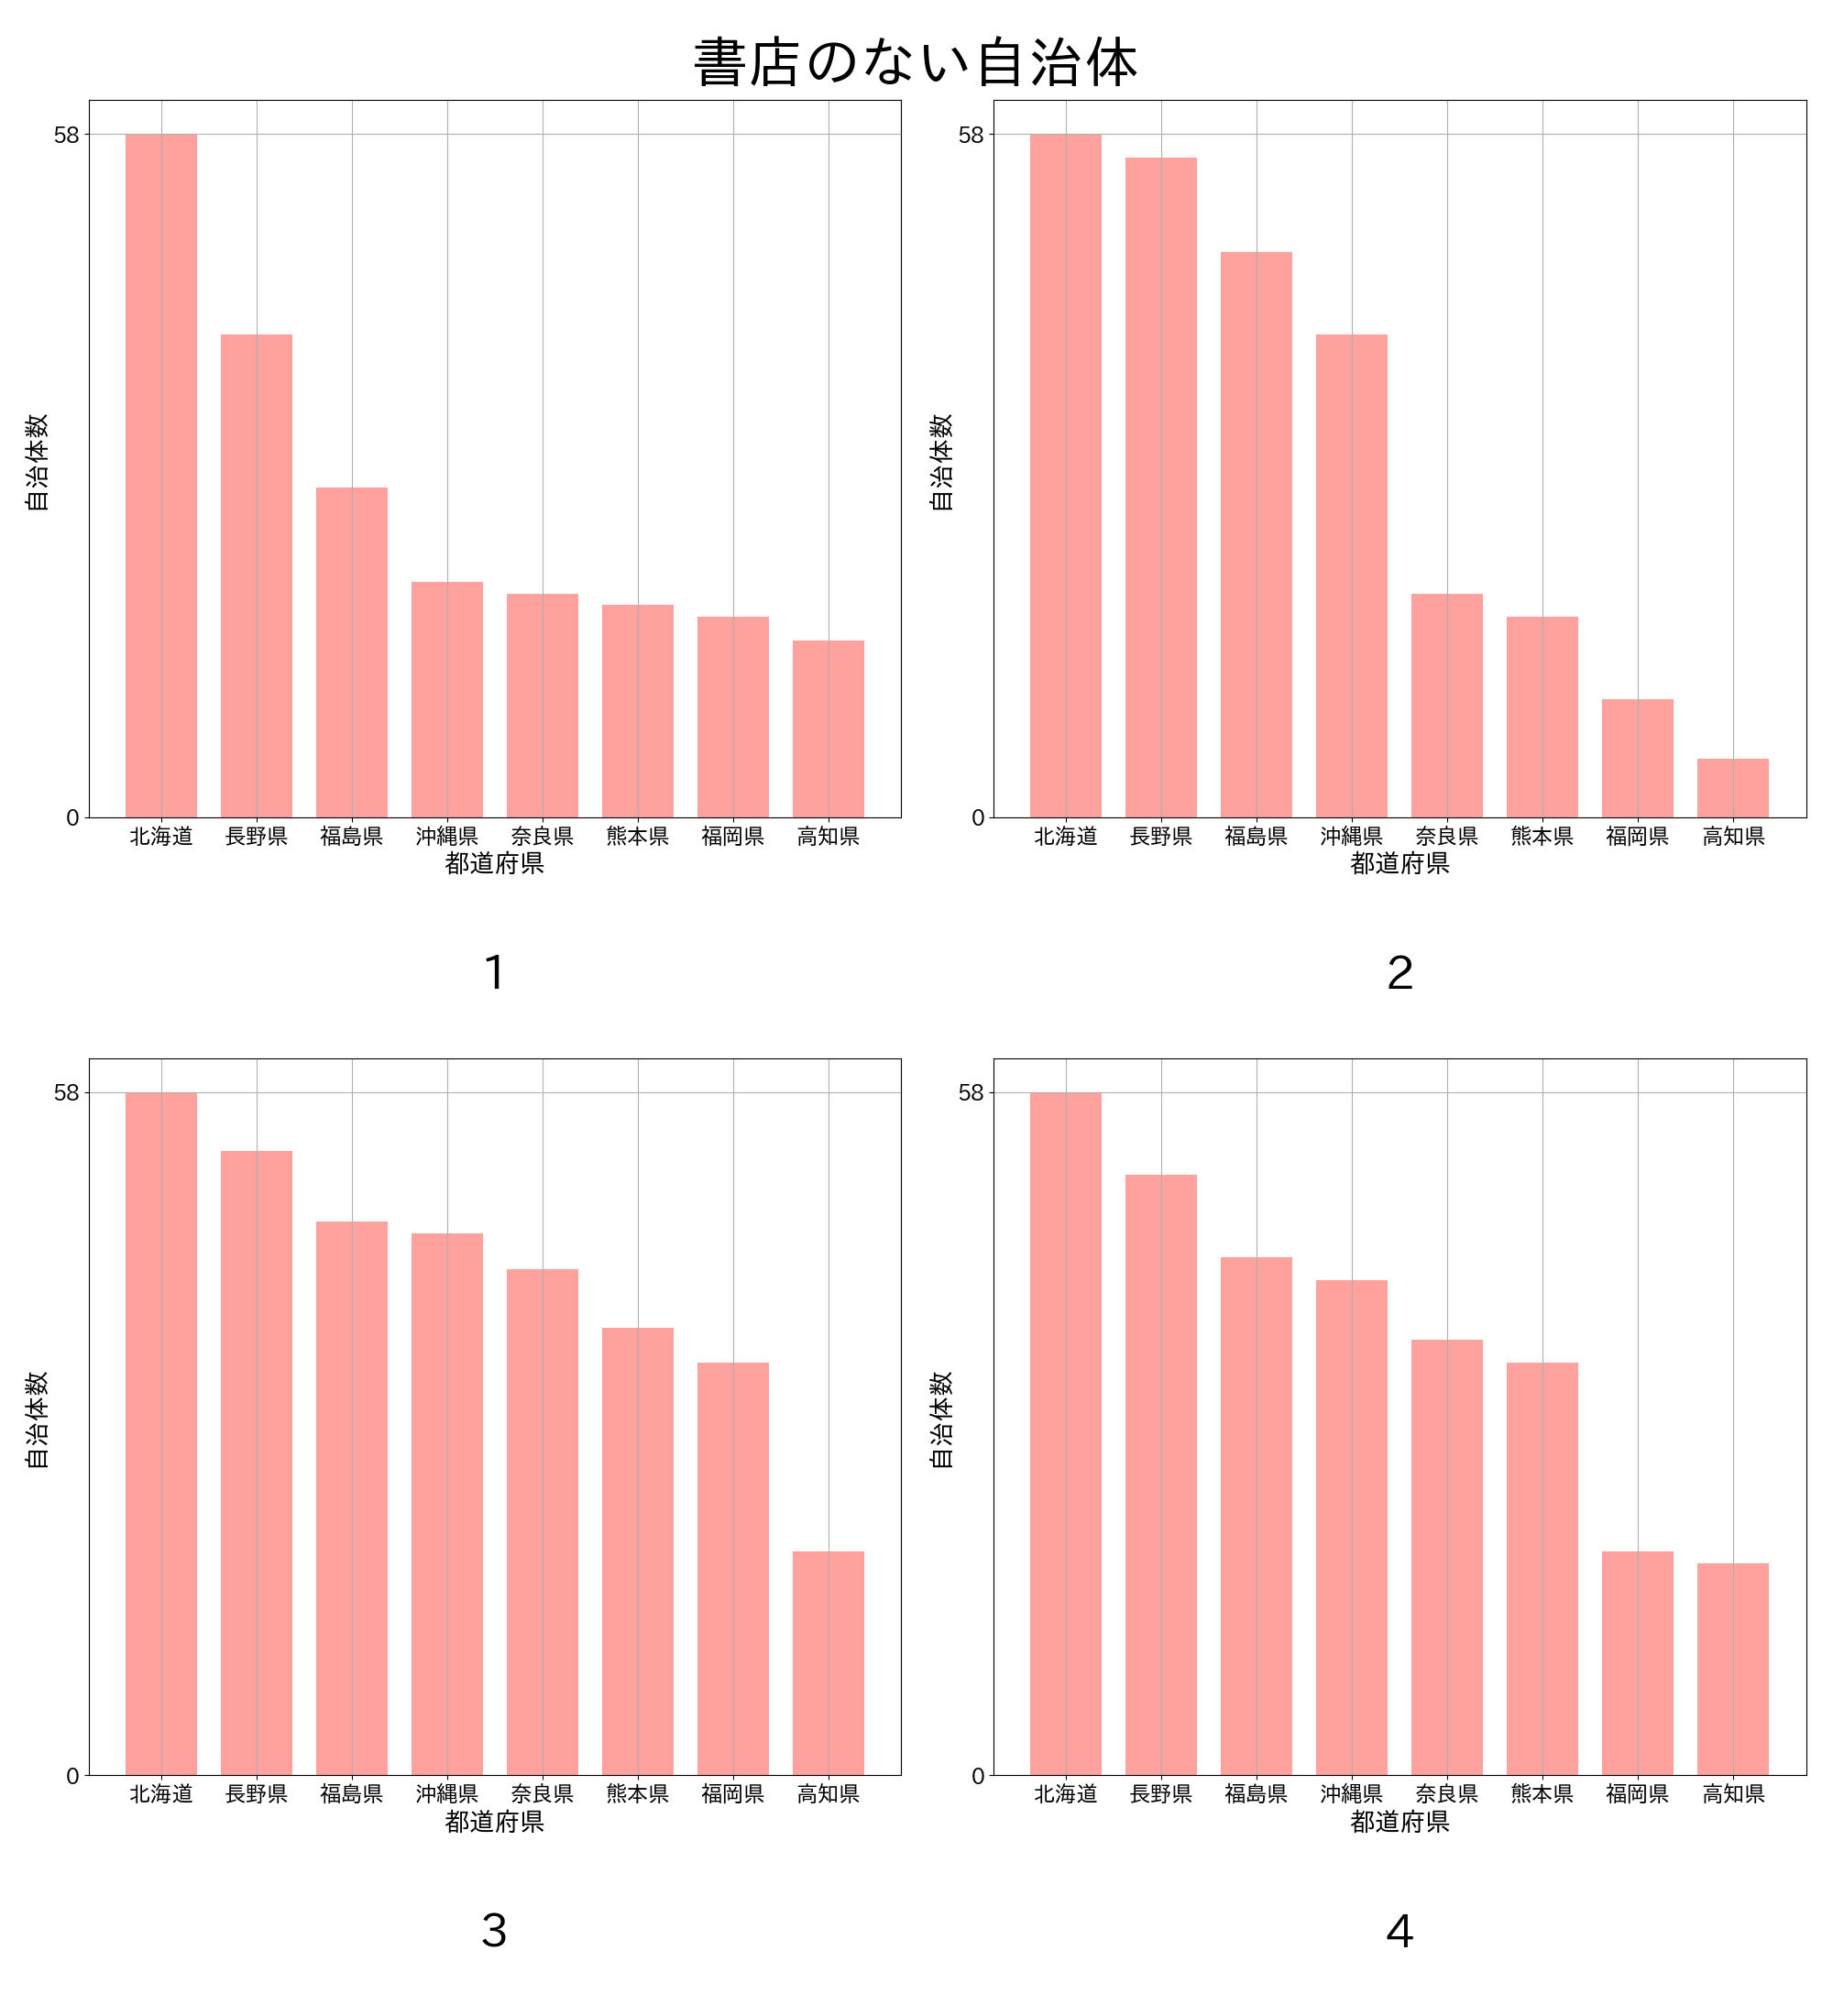 書店のない自治体
58
0
自治体数
北海道 長野県 福島県 沖縄県 奈良県 熊本県 福岡県 高知県
都道府県
1
58
0
自治体数
北海道 長野県 福島県 沖縄県 奈良県 熊本県 福岡県 高知県
都道府県
2
58
0
自治体数
北海道 長野県 福島県 沖縄県 奈良県 熊本県 福岡県 高知県
都道府県
3
58
0
自治体数
北海道 長野県 福島県 沖縄県 奈良県 熊本県 福岡県 高知県
都道府県
4